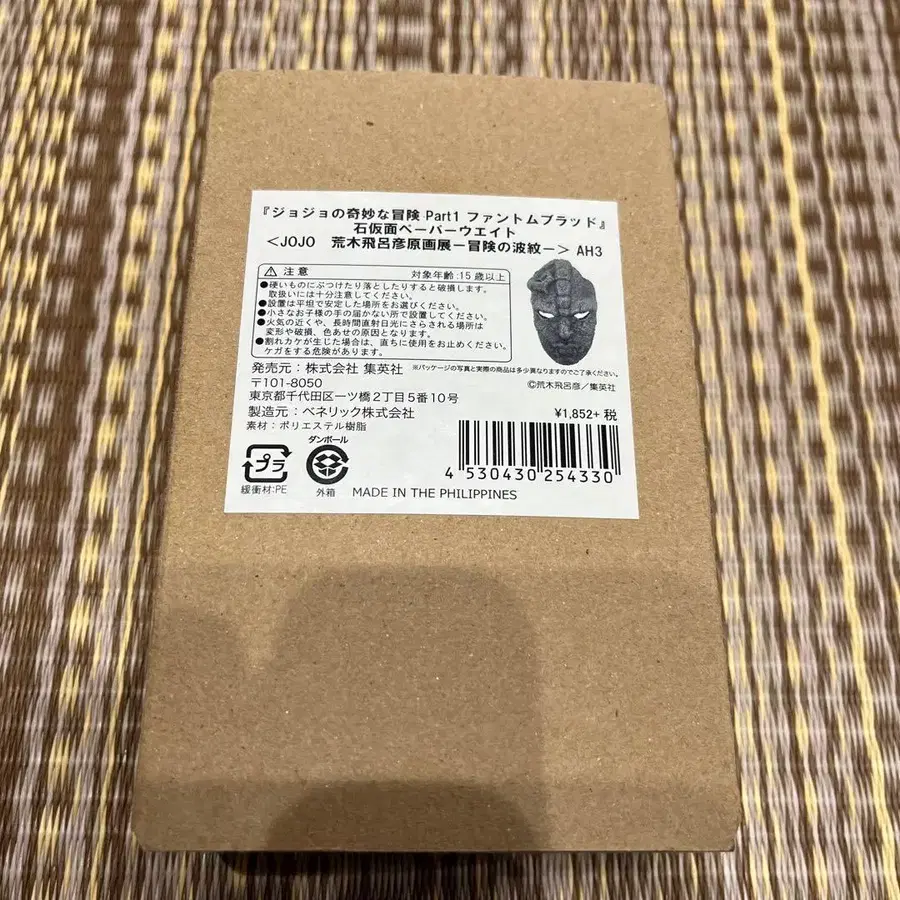 『ジョジョの奇妙な冒険 Part1 ファントムブラッド』
石仮面ペーパーウエイト
＜JOJO　荒木飛呂彦原画展ー冒険の波紋ー＞ AH3
⚠ 注意　対象年齢:15歳以上
●硬いものにぶつけたり落としたりすると破損します。
取扱いには十分注意してください。
●設置は平坦で安定した場所をお選びください。
●小さなお子様の手の届かない所で設置してください。
●火気の近くや、長時間直射日光にさらされる場所は
変形や破損、色あせの原因となります。
●割れカケが生じた場合は、直ちに使用をお止めください。
ケガをする危険があります。
※パッケージの写真と実際の商品は多少異なりますのでご了承ください。
発売元：株式会社 集英社
©荒木飛呂彦／集英社
〒101-8050
東京都千代田区一ツ橋2丁目5番10号
¥1,852+ 税
製造元：ベネリック株式会社
素材：ポリエステル樹脂
プラ
緩衝材:PE
ダンボール
外箱
4 530430 254330
MADE IN THE PHILIPPINES